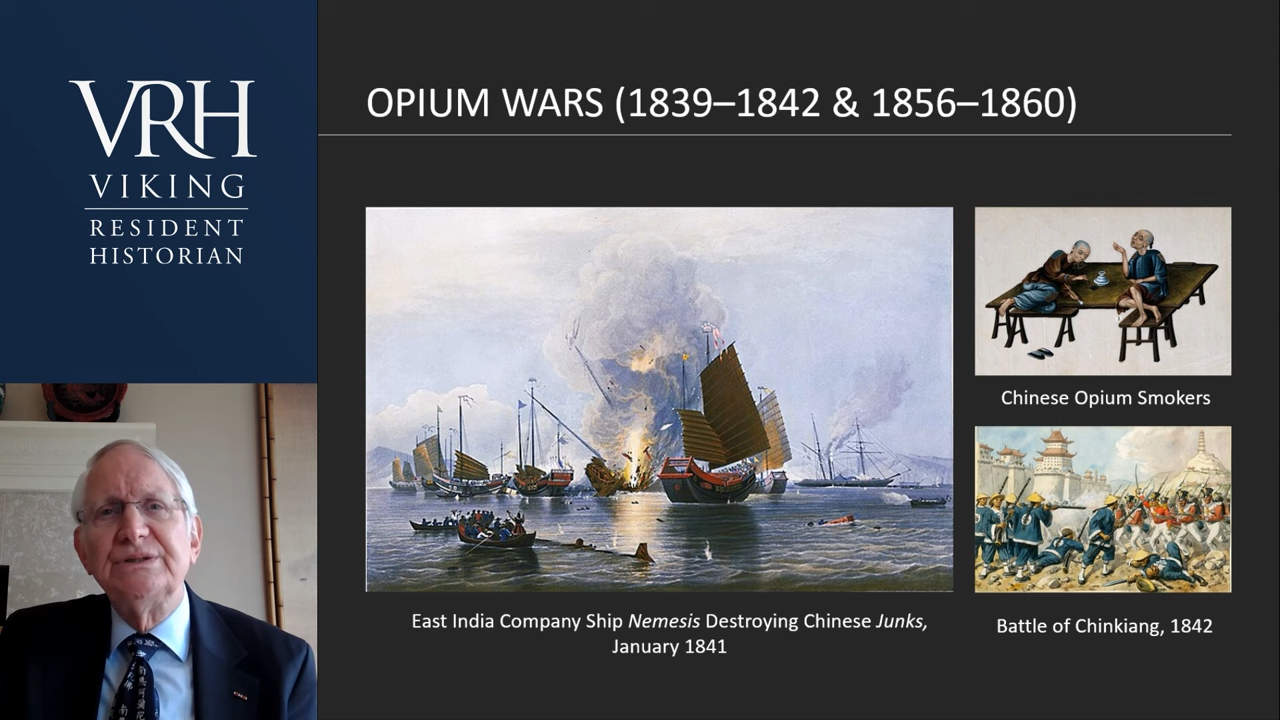 VRH
VIKING
RESIDENT
HISTORIAN
OPIUM WARS (1839–1842 & 1856–1860)
Chinese Opium Smokers
East India Company Ship Nemesis Destroying Chinese Junks,
January 1841
Battle of Chinkiang, 1842